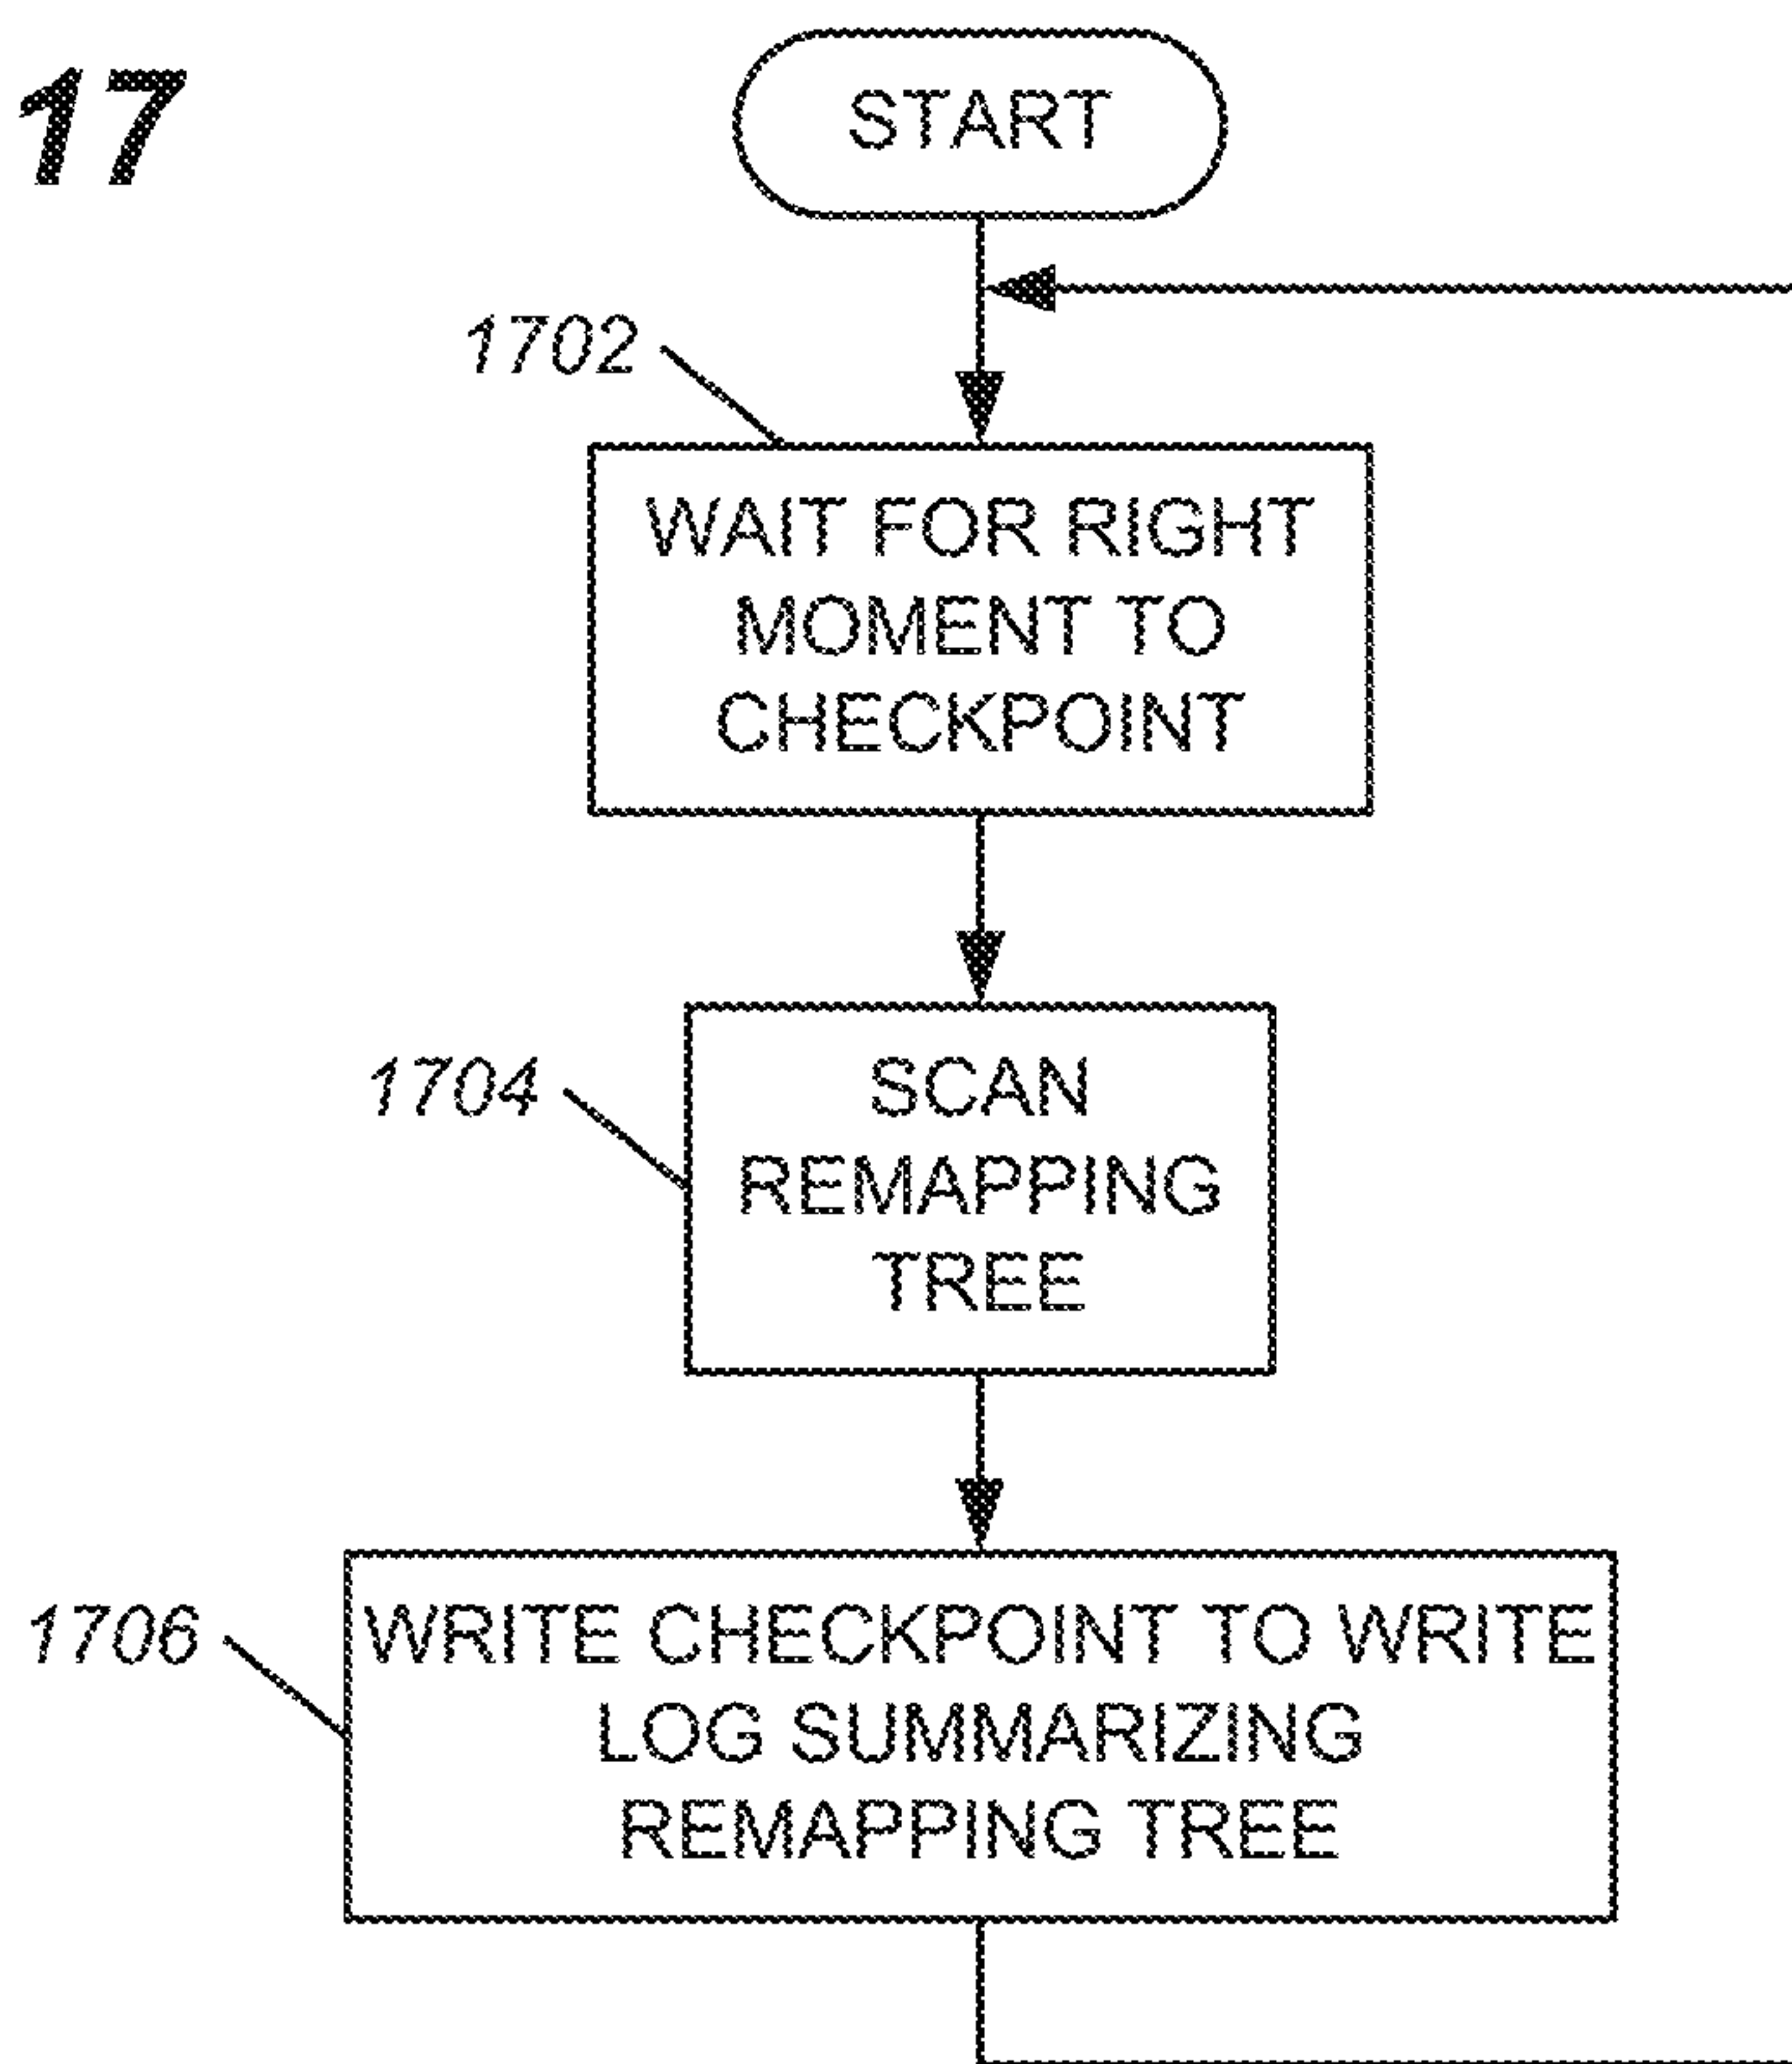 17
START
1702
WAIT FOR RIGHT
MOMENT TO
CHECKPOINT
1704
SCAN
REMAPPING
TREE
1706
WRITE CHECKPOINT TO WRITE
LOG SUMMARIZING
REMAPPING TREE